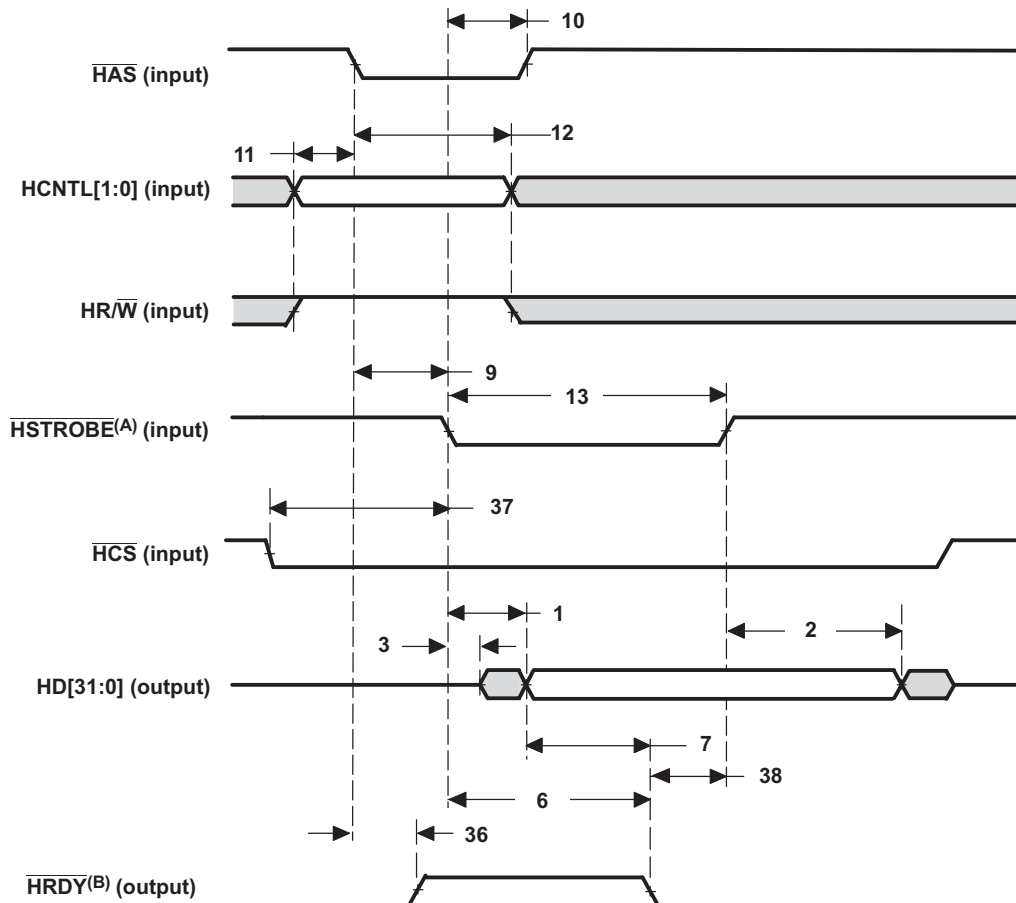 10
HAS (input)
12
11
HCNTL[1:0] (input)
HR/W (input)
9
13
HSTROBE(A) (input)
37
HCS (input)
1
2
3
HD[31:0] (output)
7
38
6
36
HRDY(B) (output)